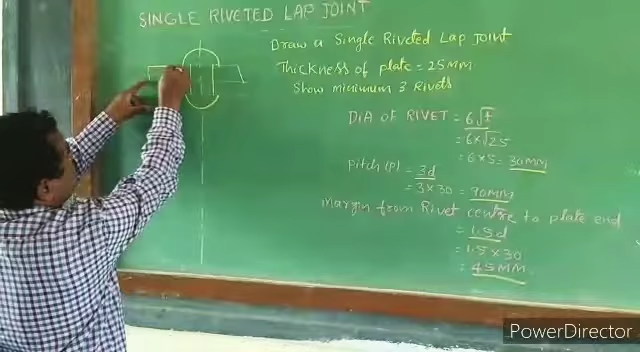 SINGLE RIVETED LAP JOINT
Draw a Single Riveted Lap Joint
Thickness of plate = 25MM
Show minimum 3 Rivets
DIA OF RIVET = 6√t
= 6×√25
= 6×5 = 30MM
Pitch (P) = 3d
= 3×30 = 90MM
Margin from Rivet centre to plate end
= 1.5d
= 1.5×30
= 45MM
PowerDirector